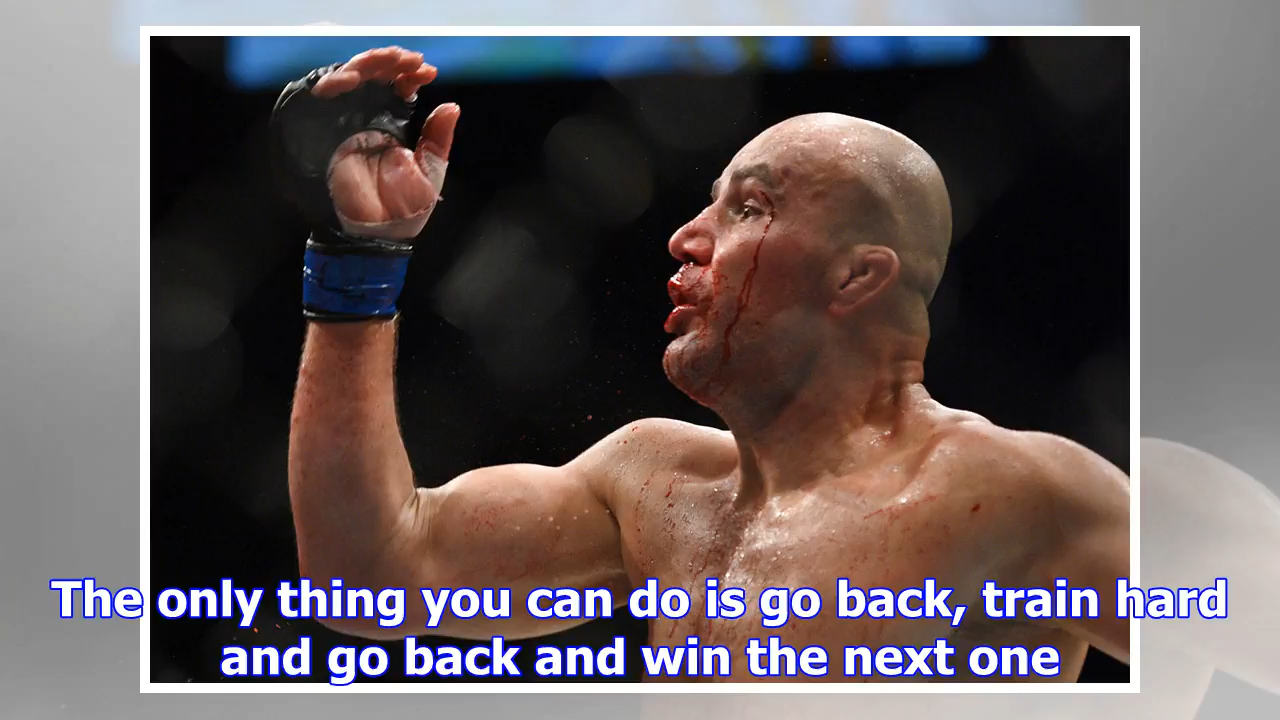 The only thing you can do is go back, train hard
and go back and win the next one